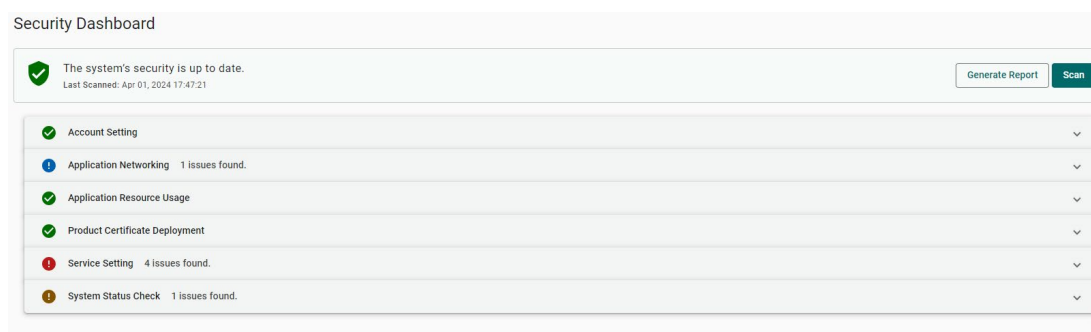 Security Dashboard
The system's security is up to date.
Last Scanned: Apr 01, 2024 17:47:21
Generate Report
Scan
Account Setting
Application Networking 1 issues found.
Application Resource Usage
Product Certificate Deployment
Service Setting 4 issues found.
System Status Check 1 issues found.